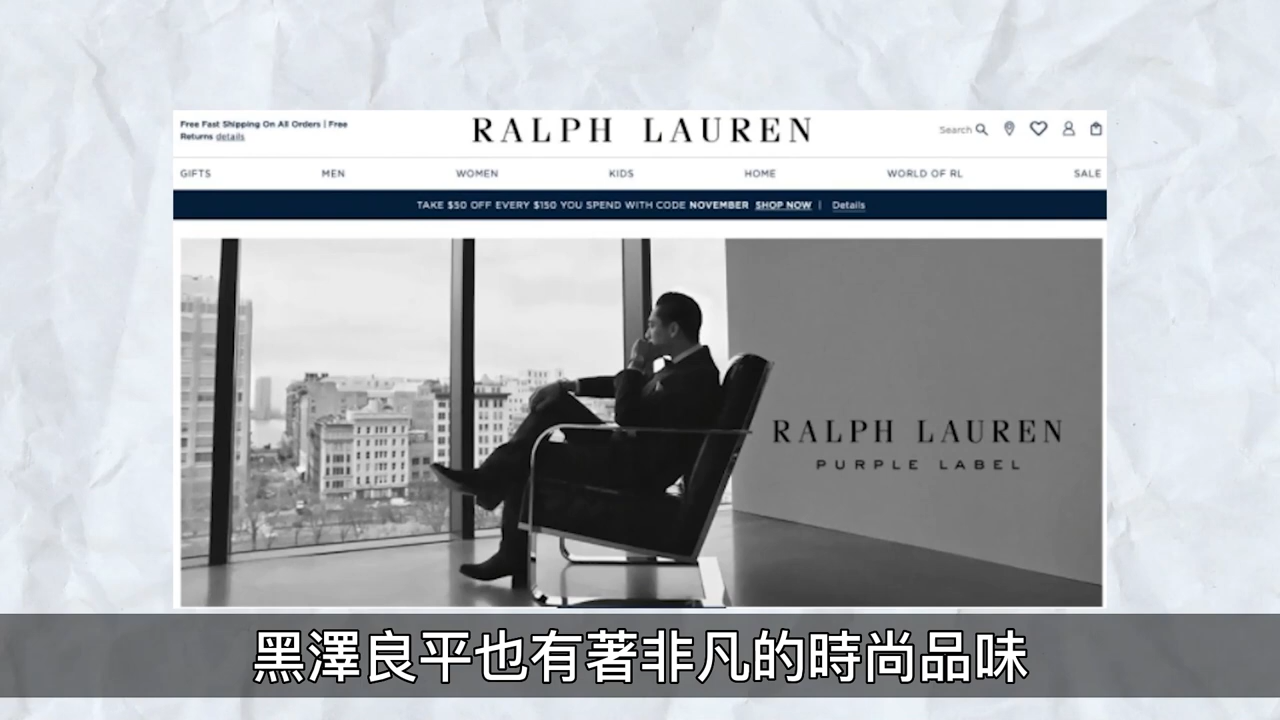 Free Fast Shipping On All Orders | Free
Returns details
RALPH LAUREN
Search
GIFTS MEN WOMEN KIDS HOME WORLD OF RL SALE
TAKE $50 OFF EVERY $150 YOU SPEND WITH CODE NOVEMBER SHOP NOW | Details
RALPH LAUREN
PURPLE LABEL
黑澤良平也有著非凡的時尚品味